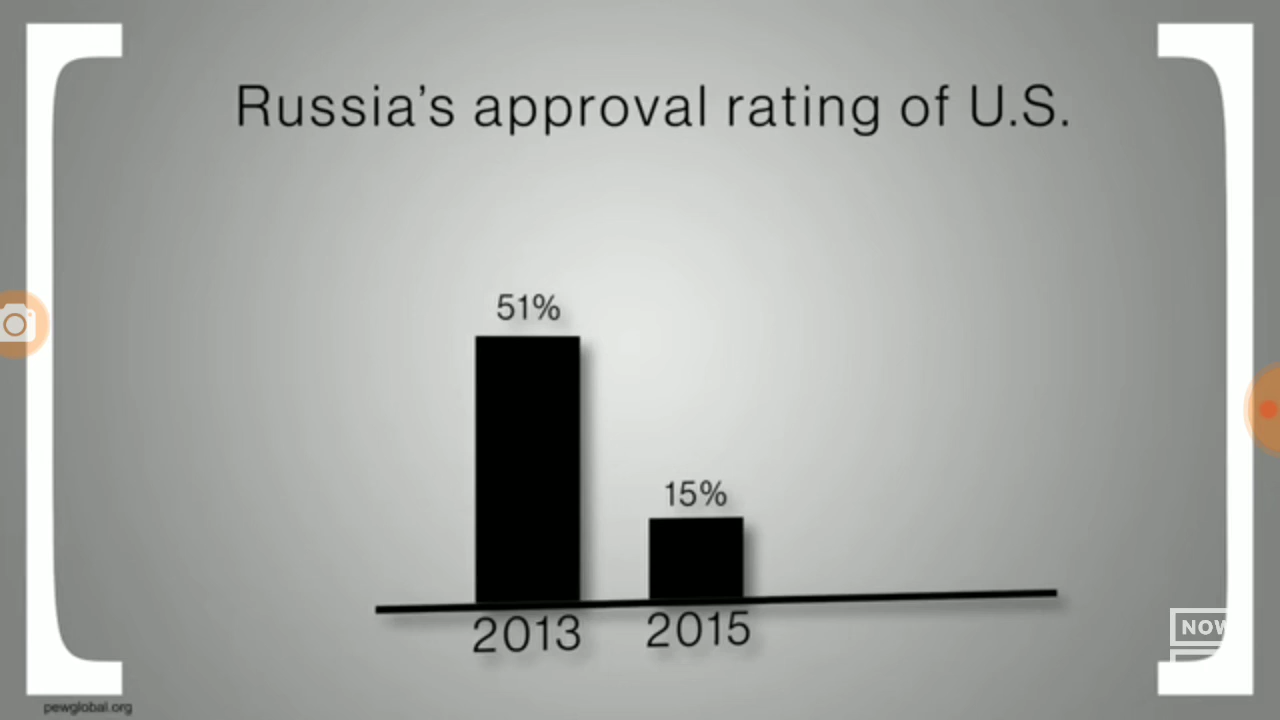 Russia's approval rating of U.S.
51%
15%
2013 2015
NOW
pewglobal.org